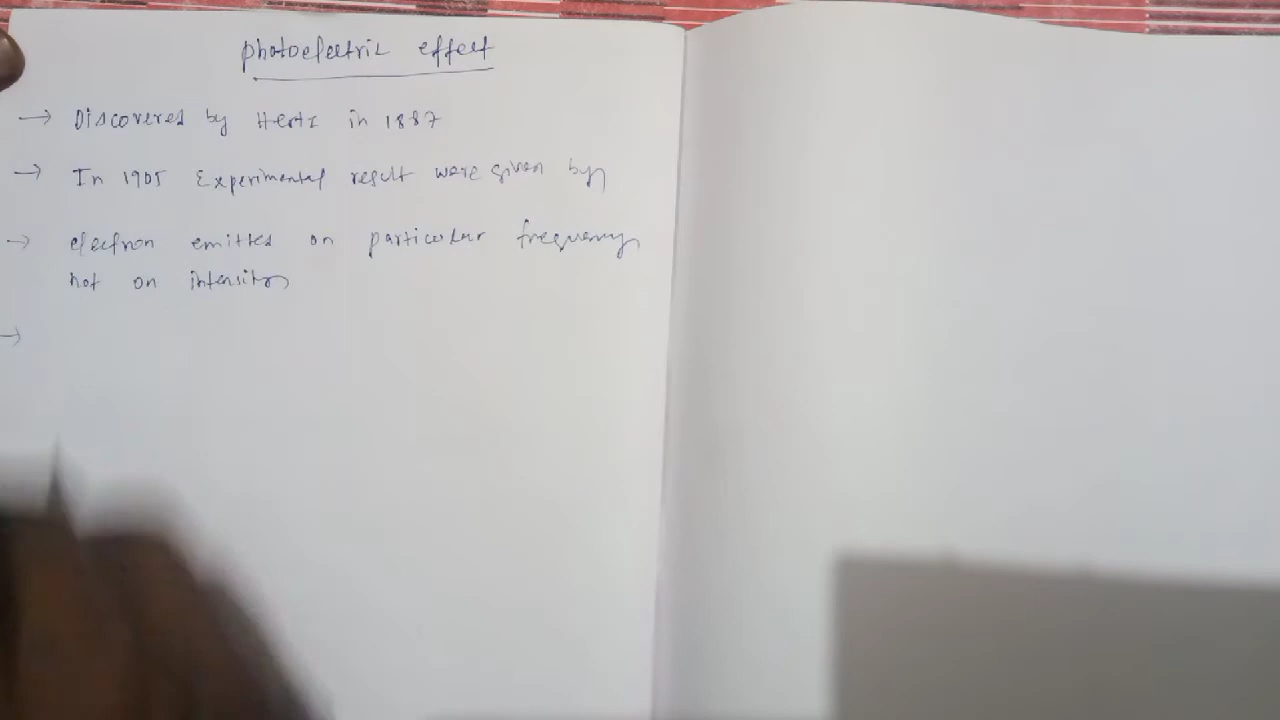 photoelectric effect
→ Discovered by Hertz in 1887
→ In 1905 Experimental result were given by
→ electron emitted on particular frequency
not on intensity
→